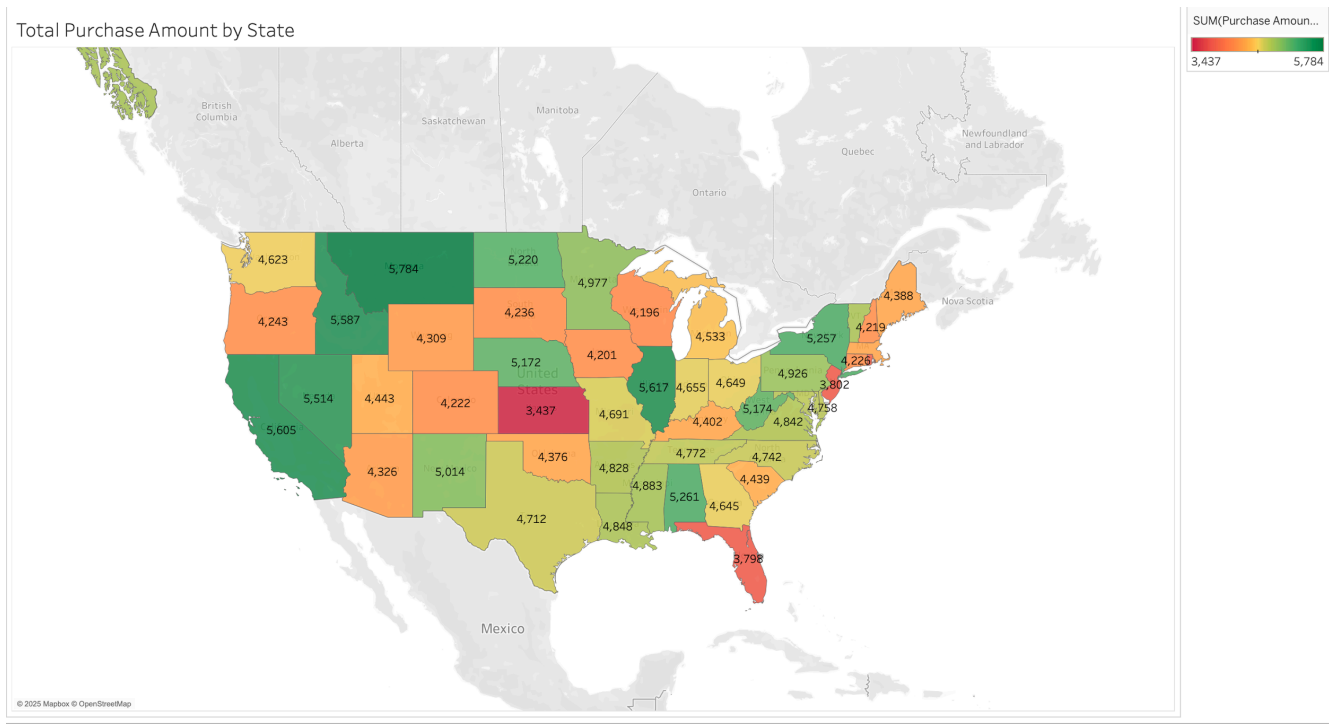 Total Purchase Amount by State
SUM(Purchase Amoun...
3,437
5,784
British
Columbia
Alberta
Saskatchewan
Manitoba
Ontario
Quebec
Newfoundland
and Labrador
Nova Scotia
4,623
5,784
5,220
4,977
4,388
4,243
5,587
4,309
4,236
4,196
4,533
5,257
4,219
4,226
5,172
4,201
United
States
5,514
4,443
4,222
3,437
4,691
5,617
4,655
4,649
4,926
3,802
5,174
4,758
4,842
4,402
5,605
4,326
5,014
4,376
4,828
4,772
4,742
4,439
4,712
4,848
4,883
5,261
4,645
3,798
Mexico
© 2025 Mapbox © OpenStreetMap